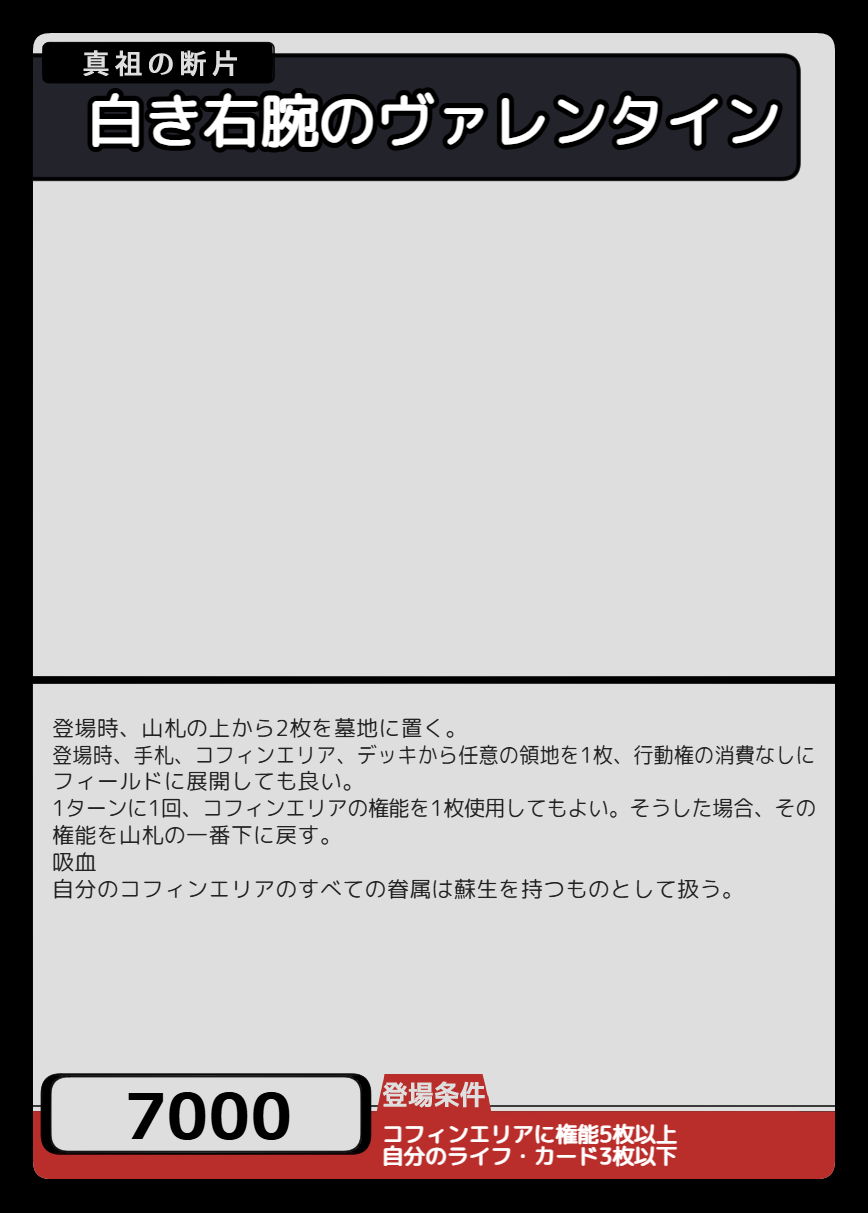 真祖の断片
白き右腕のヴァレンタイン
登場時、山札の上から2枚を墓地に置く。
登場時、手札、コフィンエリア、デッキから任意の領地を1枚、行動権の消費なしに
フィールドに展開しても良い。
1ターンに1回、コフィンエリアの権能を1枚使用してもよい。そうした場合、その
権能を山札の一番下に戻す。
吸血
自分のコフィンエリアのすべての眷属は蘇生を持つものとして扱う。
7000
登場条件
コフィンエリアに権能5枚以上
自分のライフ・カード3枚以下